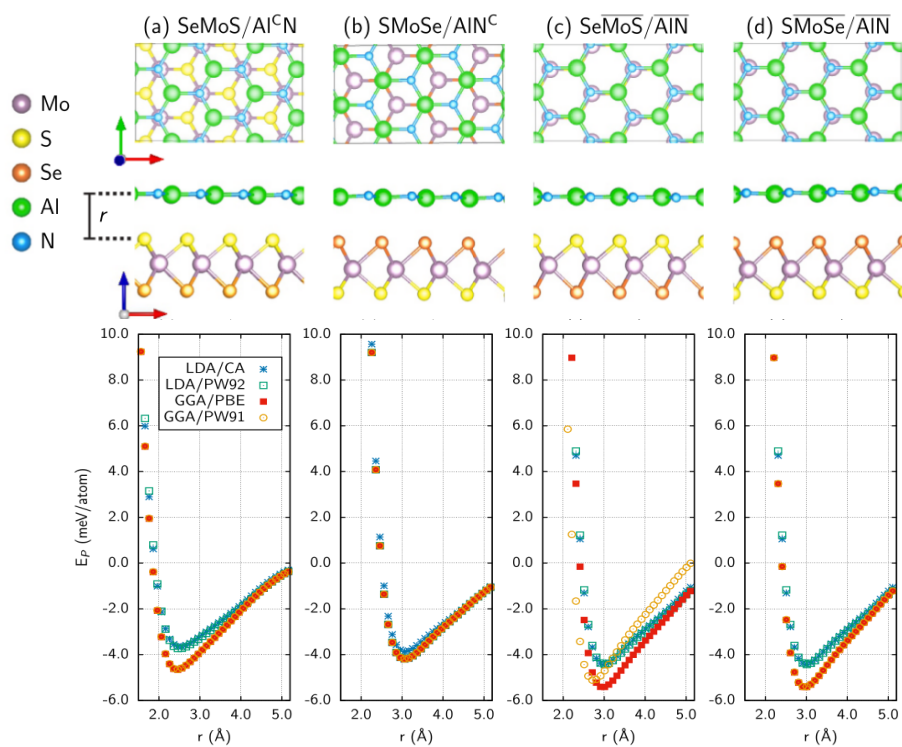 (a) SeMoS/Al^CN
(b) SMoSe/AlN^C
(c) SeM̅o̅S̅/A̅l̅N̅
(d) SM̅o̅S̅e̅/A̅l̅N̅
Mo
S
Se
Al
N
r
10.0
8.0
6.0
4.0
2.0
0.0
-2.0
-4.0
-6.0
E_P (meV/atom)
LDA/CA
LDA/PW92
GGA/PBE
GGA/PW91
2.0 3.0 4.0 5.0
r (Å)
10.0
8.0
6.0
4.0
2.0
0.0
-2.0
-4.0
-6.0
2.0 3.0 4.0 5.0
r (Å)
10.0
8.0
6.0
4.0
2.0
0.0
-2.0
-4.0
-6.0
2.0 3.0 4.0 5.0
r (Å)
10.0
8.0
6.0
4.0
2.0
0.0
-2.0
-4.0
-6.0
2.0 3.0 4.0 5.0
r (Å)